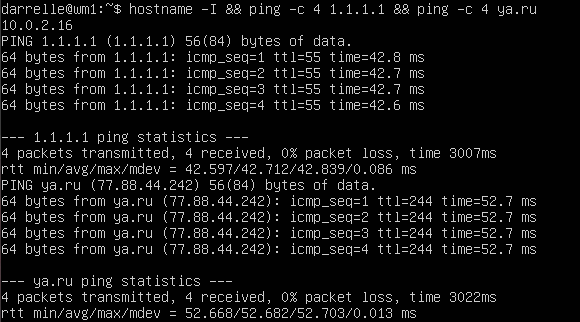 darrelle@wm1:~$ hostname -I && ping -c 4 1.1.1.1 && ping -c 4 ya.ru
10.0.2.16
PING 1.1.1.1 (1.1.1.1) 56(84) bytes of data.
64 bytes from 1.1.1.1: icmp_seq=1 ttl=55 time=42.8 ms
64 bytes from 1.1.1.1: icmp_seq=2 ttl=55 time=42.7 ms
64 bytes from 1.1.1.1: icmp_seq=3 ttl=55 time=42.7 ms
64 bytes from 1.1.1.1: icmp_seq=4 ttl=55 time=42.6 ms
--- 1.1.1.1 ping statistics ---
4 packets transmitted, 4 received, 0% packet loss, time 3007ms
rtt min/avg/max/mdev = 42.597/42.712/42.839/0.086 ms
PING ya.ru (77.88.44.242) 56(84) bytes of data.
64 bytes from ya.ru (77.88.44.242): icmp_seq=1 ttl=244 time=52.7 ms
64 bytes from ya.ru (77.88.44.242): icmp_seq=2 ttl=244 time=52.7 ms
64 bytes from ya.ru (77.88.44.242): icmp_seq=3 ttl=244 time=52.7 ms
64 bytes from ya.ru (77.88.44.242): icmp_seq=4 ttl=244 time=52.7 ms
--- ya.ru ping statistics ---
4 packets transmitted, 4 received, 0% packet loss, time 3022ms
rtt min/avg/max/mdev = 52.668/52.682/52.703/0.013 ms